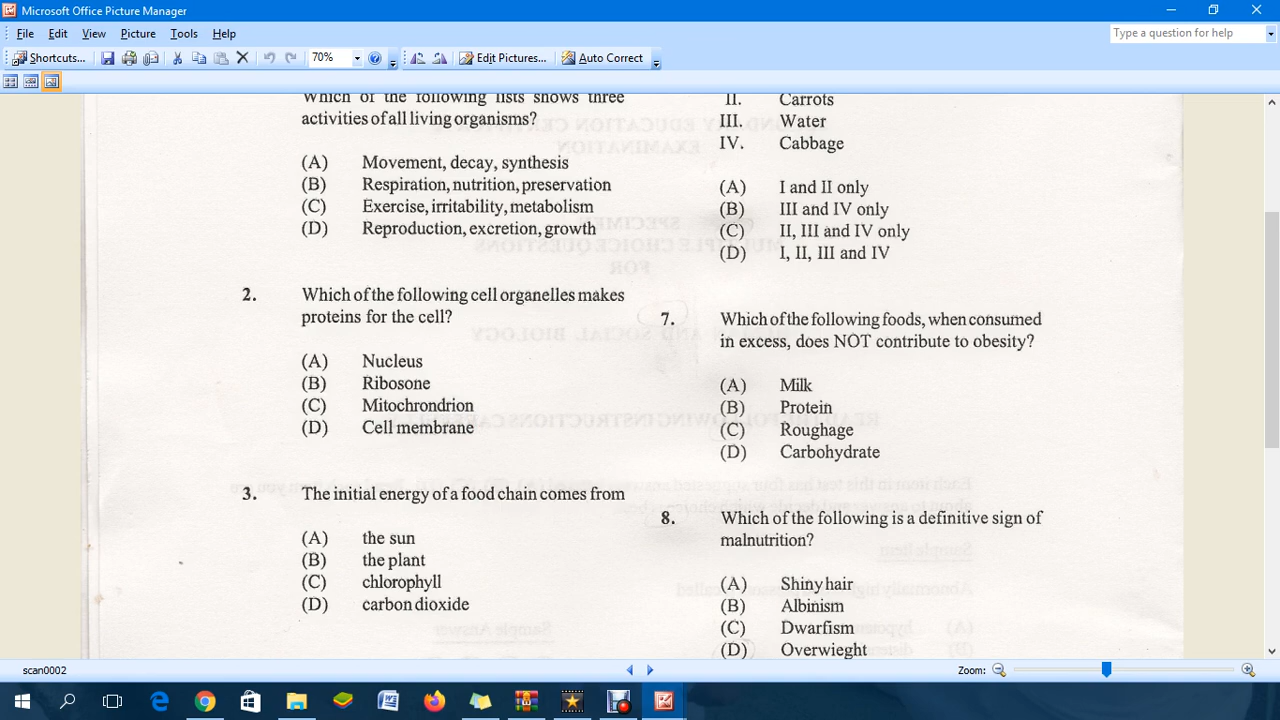 Microsoft Office Picture Manager
File Edit View Picture Tools Help
Type a question for help
Shortcuts...
70%
Edit Pictures...
Auto Correct
Which of the following lists shows three
activities of all living organisms?
(A) Movement, decay, synthesis
(B) Respiration, nutrition, preservation
(C) Exercise, irritability, metabolism
(D) Reproduction, excretion, growth
2. Which of the following cell organelles makes
proteins for the cell?
(A) Nucleus
(B) Ribosone
(C) Mitochrondrion
(D) Cell membrane
3. The initial energy of a food chain comes from
(A) the sun
(B) the plant
(C) chlorophyll
(D) carbon dioxide
II. Carrots
III. Water
IV. Cabbage
(A) I and II only
(B) III and IV only
(C) II, III and IV only
(D) I, II, III and IV
7. Which of the following foods, when consumed
in excess, does NOT contribute to obesity?
(A) Milk
(B) Protein
(C) Roughage
(D) Carbohydrate
8. Which of the following is a definitive sign of
malnutrition?
(A) Shiny hair
(B) Albinism
(C) Dwarfism
(D) Overwieght
scan0002
Zoom: